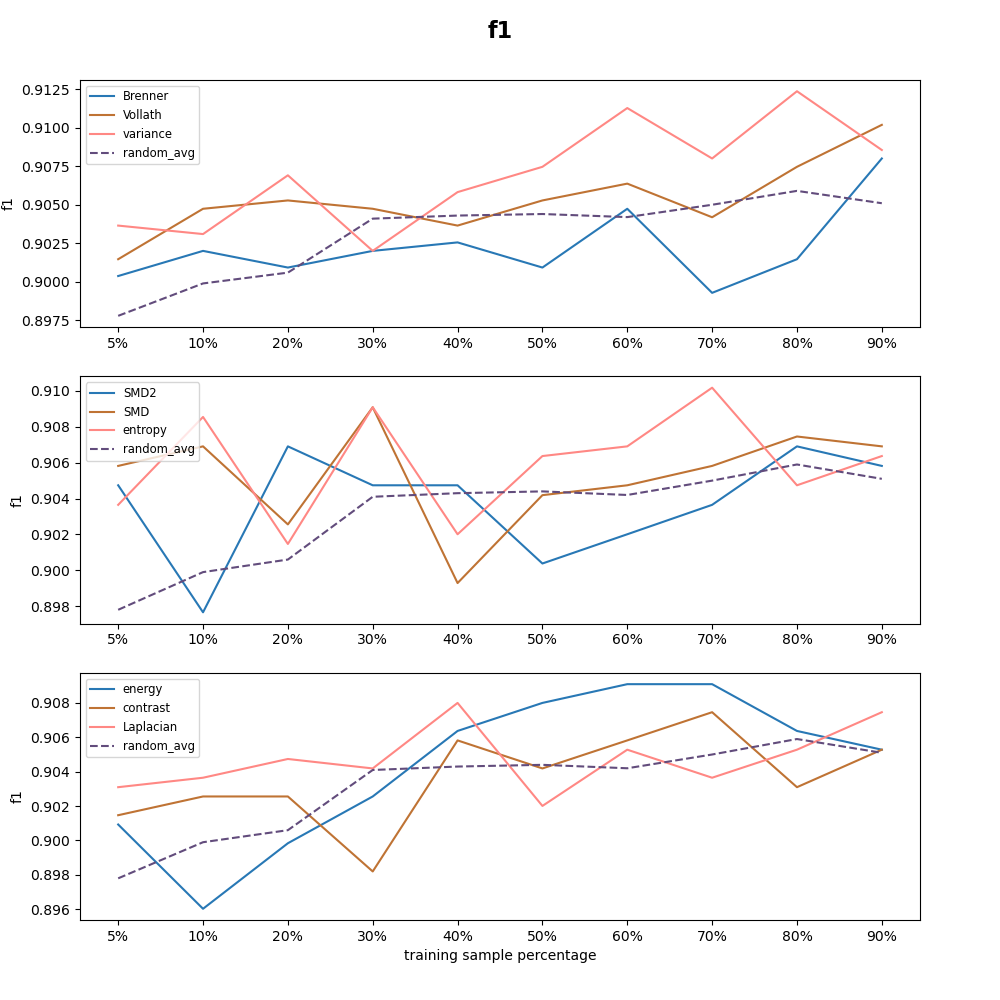 f1
0.9125
0.9100
0.9075
0.9050
0.9025
0.9000
0.8975
f1
Brenner
Vollath
variance
random_avg
5% 10% 20% 30% 40% 50% 60% 70% 80% 90%
0.910
0.908
0.906
0.904
0.902
0.900
0.898
f1
SMD2
SMD
entropy
random_avg
5% 10% 20% 30% 40% 50% 60% 70% 80% 90%
0.908
0.906
0.904
0.902
0.900
0.898
0.896
f1
energy
contrast
Laplacian
random_avg
5% 10% 20% 30% 40% 50% 60% 70% 80% 90%
training sample percentage